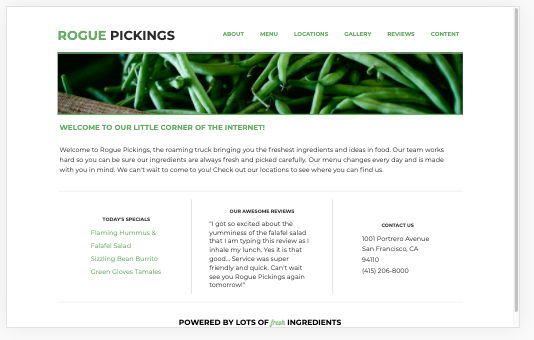 ROGUE PICKINGS
ABOUT MENU LOCATIONS GALLERY REVIEWS CONTENT
WELCOME TO OUR LITTLE CORNER OF THE INTERNET!
Welcome to Rogue Pickings, the roaming truck bringing you the freshest ingredients and ideas in food. Our team works
hard so you can be sure our ingredients are always fresh and picked carefully. Our menu changes every day and is made
with you in mind. We can't wait to come to you! Check out our locations to see where you can find us.
TODAY'S SPECIALS
Flaming Hummus &
Falafel Salad
Sizzling Bean Burrito
Green Gloves Tamales
OUR AWESOME REVIEWS
"I got so excited about the
yumminess of the falafel salad
that I am typing this review as I
inhale my lunch. Yes it is that
good... Service was super
friendly and quick. Can't wait
see you Rogue Pickings again
tomorrow!"
CONTACT US
1001 Portrero Avenue
San Francisco, CA
94110
(415) 206-8000
POWERED BY LOTS OF fresh INGREDIENTS